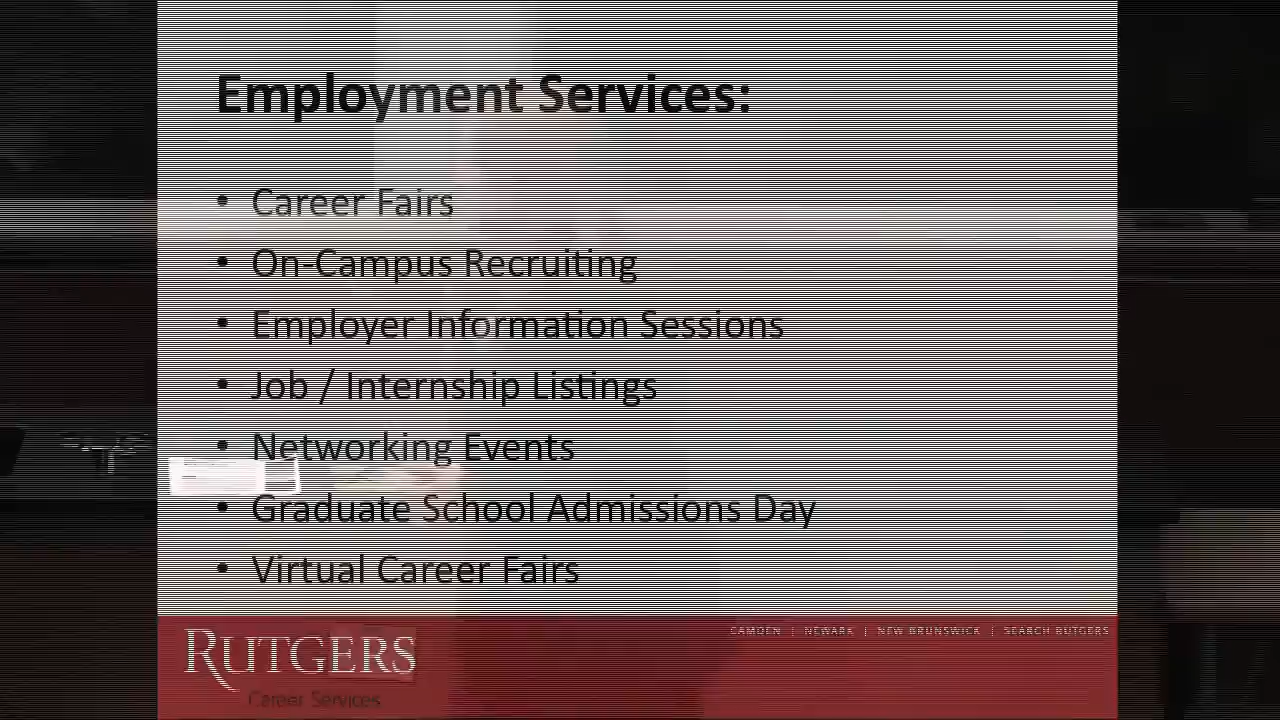 Employment Services:
• Career Fairs
• On-Campus Recruiting
• Employer Information Sessions
• Job / Internship Listings
• Networking Events
• Graduate School Admissions Day
• Virtual Career Fairs
CAMDEN | NEWARK | NEW BRUNSWICK | SEARCH RUTGERS
RUTGERS
Career Services